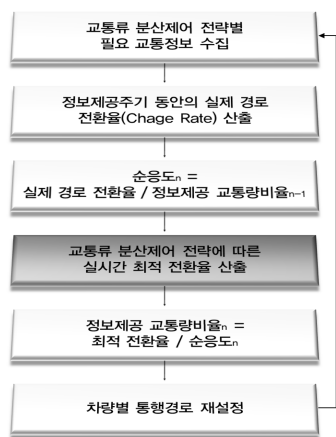 교통류 분산제어 전략별
필요 교통정보 수집
정보제공주기 동안의 실제 경로
전환율(Chage Rate) 산출
순응도n =
실제 경로 전환율 / 정보제공 교통량비율n-1
교통류 분산제어 전략에 따른
실시간 최적 전환율 산출
정보제공 교통량비율n =
최적 전환율 / 순응도n
차량별 통행경로 재설정